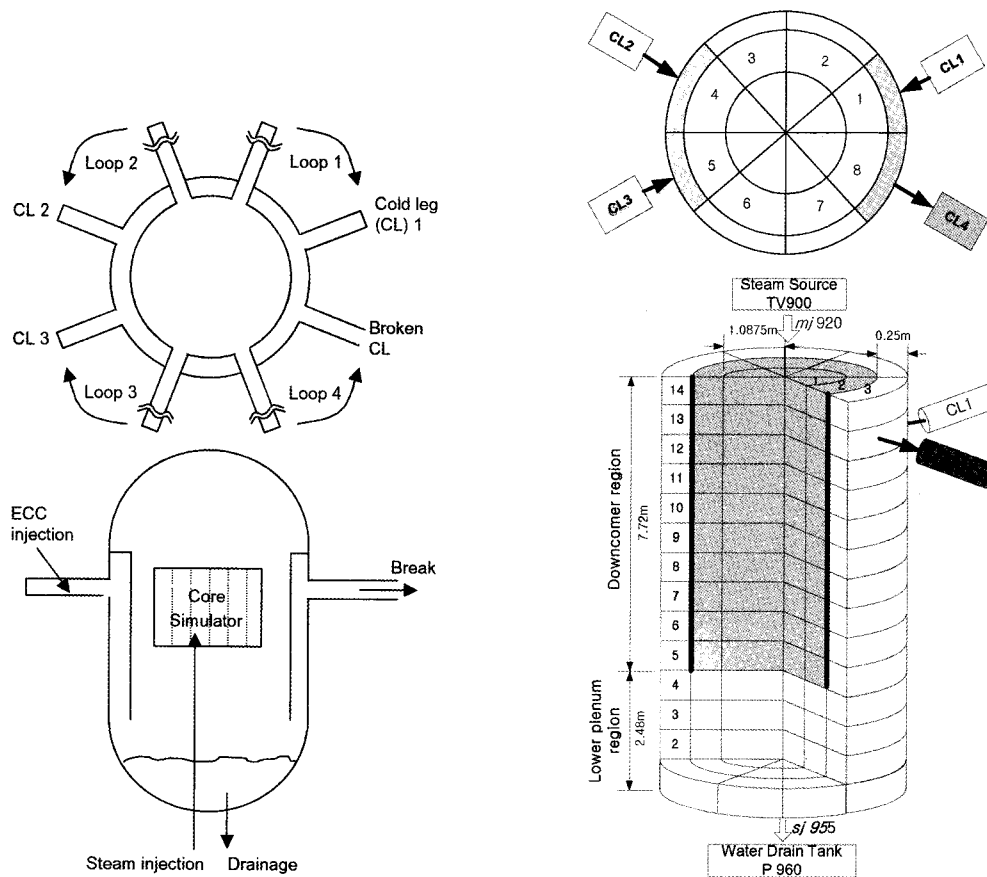 Loop 2
Loop 1
CL 2
Cold leg
(CL) 1
CL 3
Broken
CL
Loop 3
Loop 4
ECC
injection
Break
Core
Simulator
Steam injection
Drainage
CL2
CL1
3
2
4
1
5
8
6
7
CL3
CL4
Steam Source
TV900
mj 920
1.0875m
0.25m
1
2
3
14
13
12
11
10
9
8
7
6
5
4
3
2
CL1
Downcomer region
7.72m
Lower plenum
region
2.48m
sj 955
Water Drain Tank
P 960